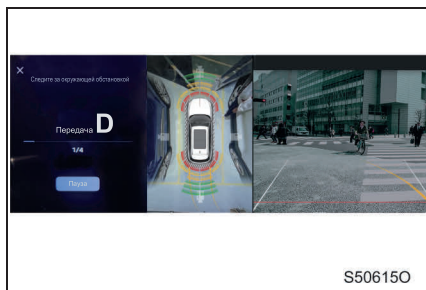 ×
Следите за окружающей обстановкой
Передача D
1/4
Пауза
S50615O